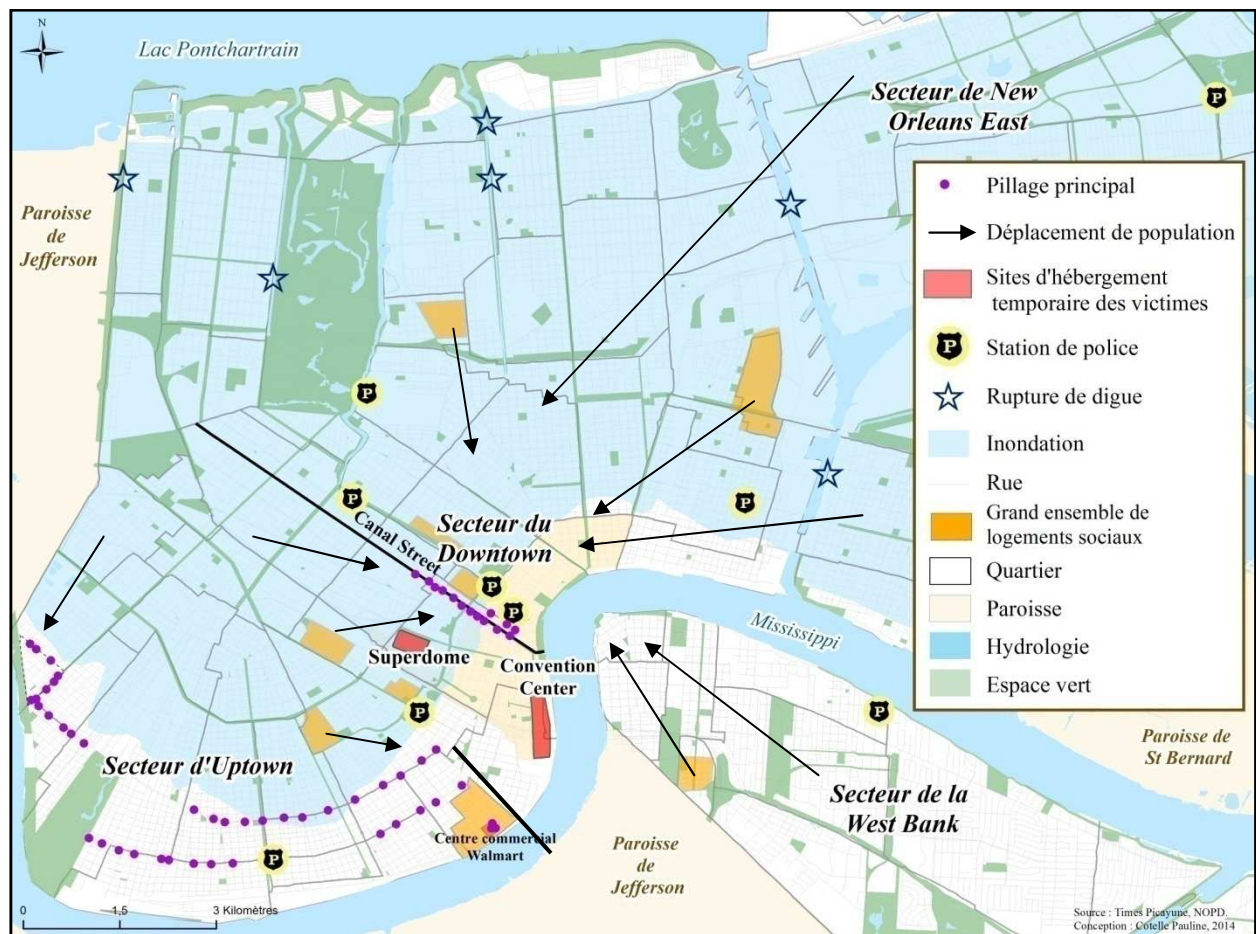 N
Lac Pontchartrain
Secteur de New
Orleans East
P
Paroisse
de
Jefferson
Pillage principal
Déplacement de population
Sites d'hébergement
temporaire des victimes
P
Station de police
Rupture de digue
Inondation
Rue
Grand ensemble de
logements sociaux
Quartier
Paroisse
Hydrologie
Espace vert
P
P
P
Canal Street
Secteur du
Downtown
P
P
Mississippi
Superdome
Convention
Center
P
P
Paroisse de
St Bernard
Secteur d'Uptown
Secteur de la
West Bank
Centre commercial
Walmart
P
Paroisse
de
Jefferson
0 1,5 3 Kilomètres
Source : Times Picayune, NOPD.
Conception : Cotelle Pauline, 2014